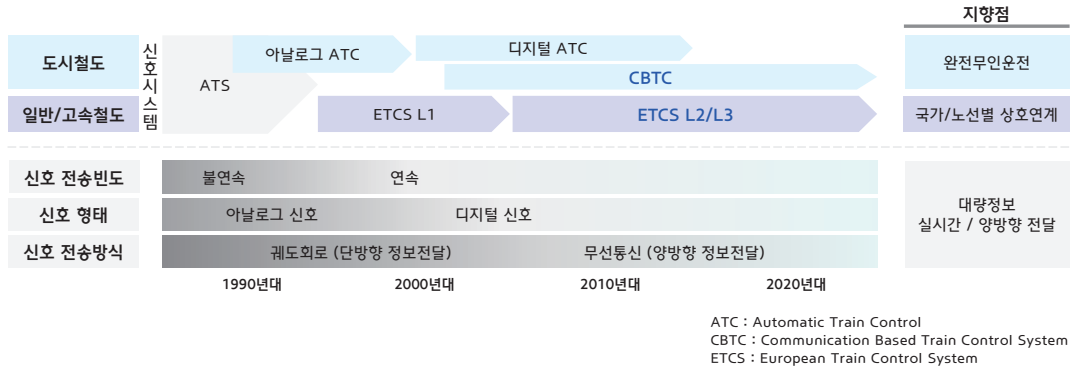 지향점
도시철도
신호시스템
ATS
아날로그 ATC
디지털 ATC
CBTC
완전무인운전
일반/고속철도
ETCS L1
ETCS L2/L3
국가/노선별 상호연계
신호 전송빈도
불연속
연속
신호 형태
아날로그 신호
디지털 신호
신호 전송방식
궤도회로 (단방향 정보전달)
무선통신 (양방향 정보전달)
대량정보
실시간 / 양방향 전달
1990년대
2000년대
2010년대
2020년대
ATC : Automatic Train Control
CBTC : Communication Based Train Control System
ETCS : European Train Control System